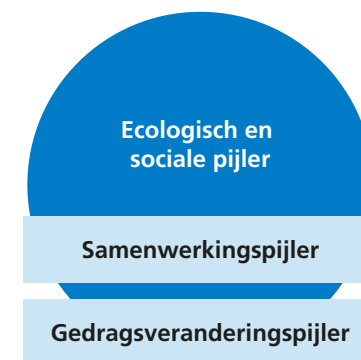 Ecologisch en
sociale pijler
Samenwerkingspijler
Gedragsveranderingspijler